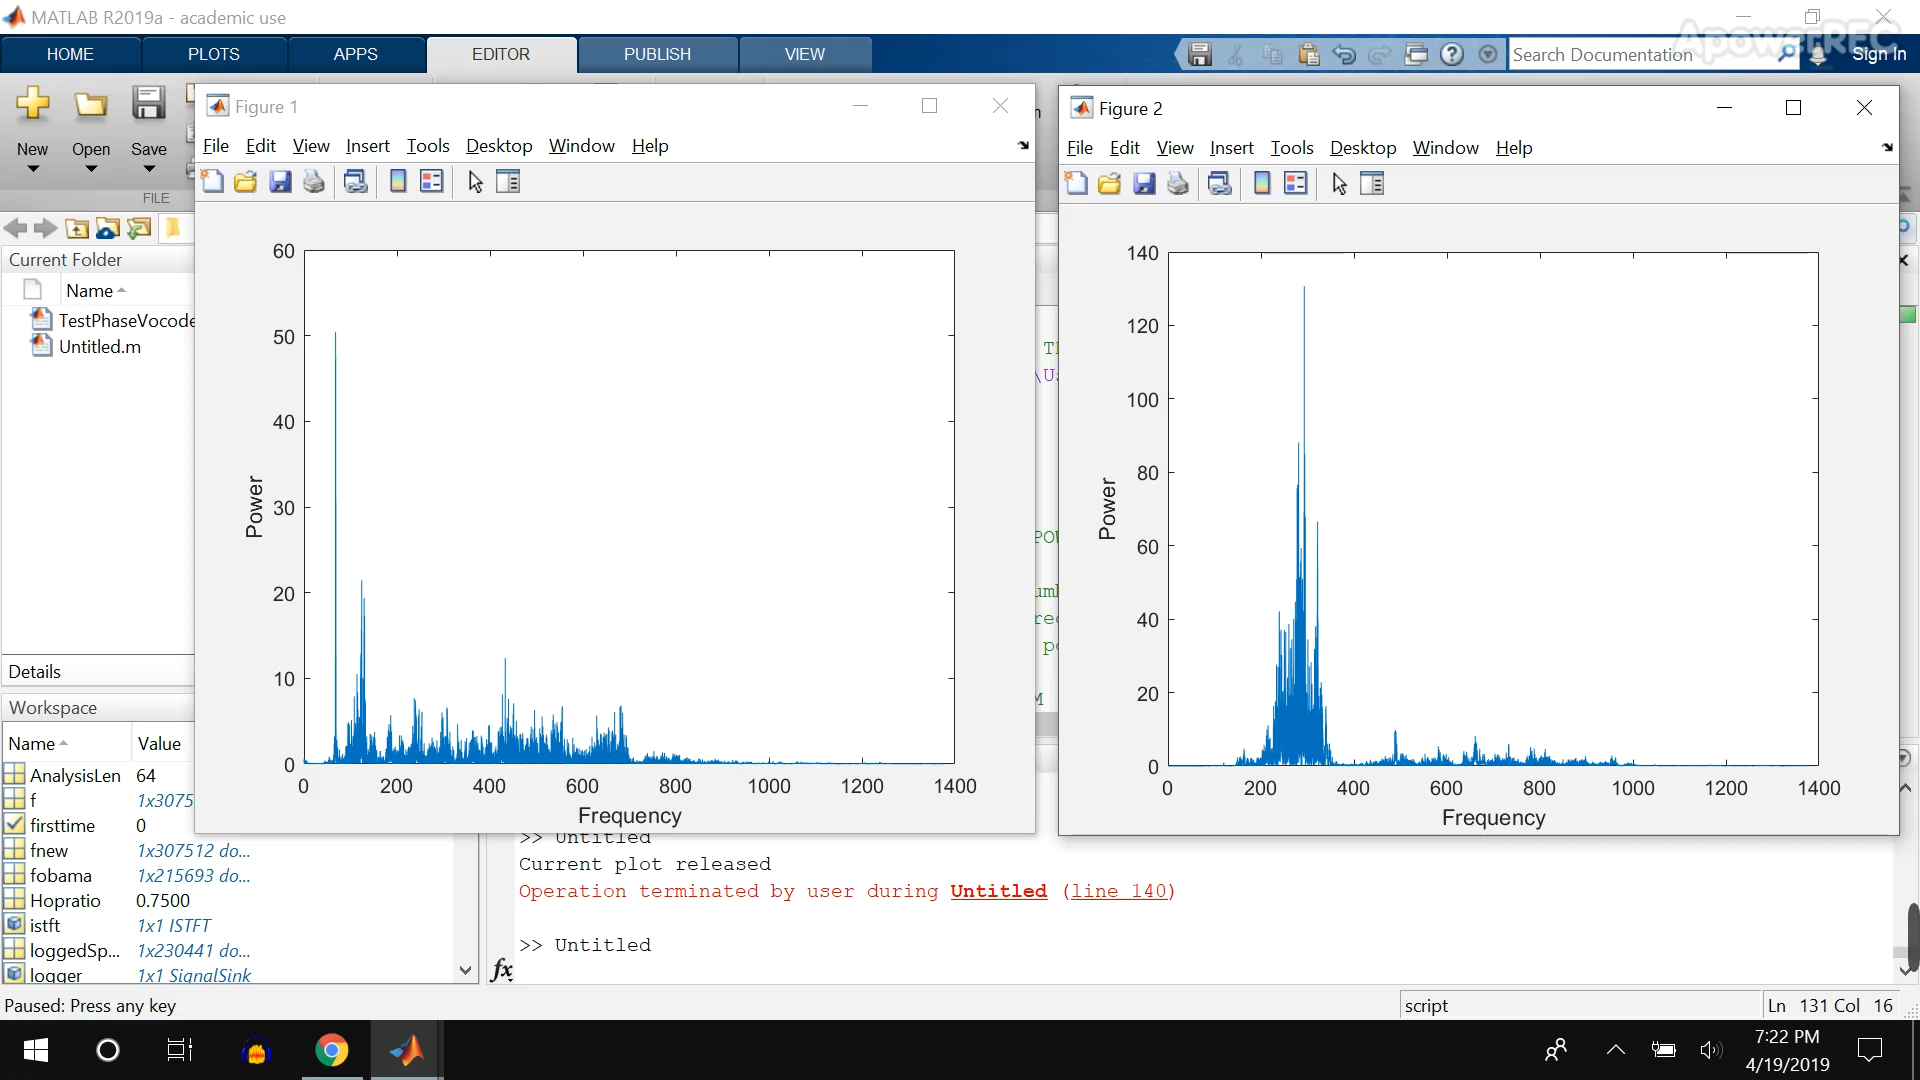 MATLAB R2019a - academic use
ApowerREC
HOME
PLOTS
APPS
EDITOR
PUBLISH
VIEW
Search Documentation
Sign In
New
Open
Save
FILE
Current Folder
Name
TestPhaseVocode
Untitled.m
Details
Workspace
Name
Value
AnalysisLen 64
f 1x3075
firsttime 0
fnew 1x307512 do...
fobama 1x215693 do...
Hopratio 0.7500
istft 1x1 ISTFT
loggedSp... 1x230441 do...
logger 1x1 SignalSink
Figure 1
File Edit View Insert Tools Desktop Window Help
60
50
40
30
20
10
0
Power
0 200 400 600 800 1000 1200 1400
Frequency
Figure 2
File Edit View Insert Tools Desktop Window Help
140
120
100
80
60
40
20
0
Power
0 200 400 600 800 1000 1200 1400
Frequency
>> Untitled
Current plot released
Operation terminated by user during Untitled (line 140)
>> Untitled
fx
Paused: Press any key
script
Ln 131 Col 16
7:22 PM
4/19/2019